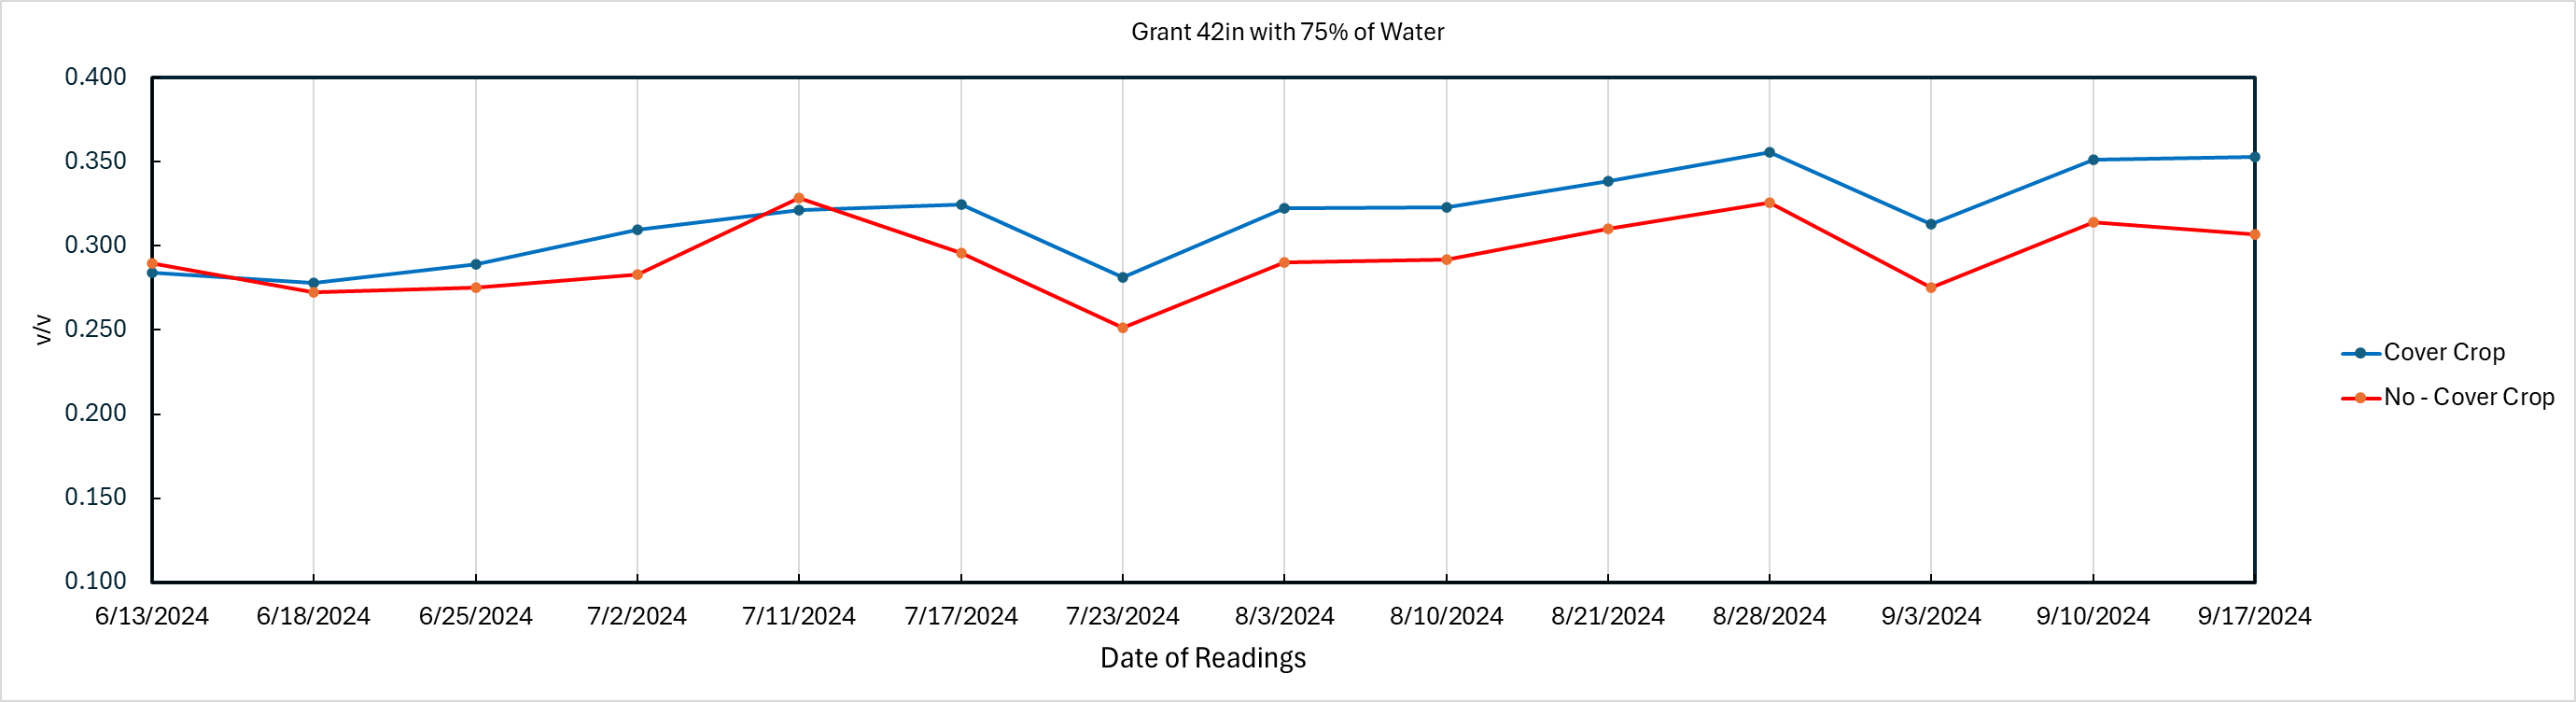 Grant 42in with 75% of Water
0.400
0.350
0.300
0.250
0.200
0.150
0.100
v/v
6/13/2024 6/18/2024 6/25/2024 7/2/2024 7/11/2024 7/17/2024 7/23/2024 8/3/2024 8/10/2024 8/21/2024 8/28/2024 9/3/2024 9/10/2024 9/17/2024
Date of Readings
Cover Crop
No - Cover Crop